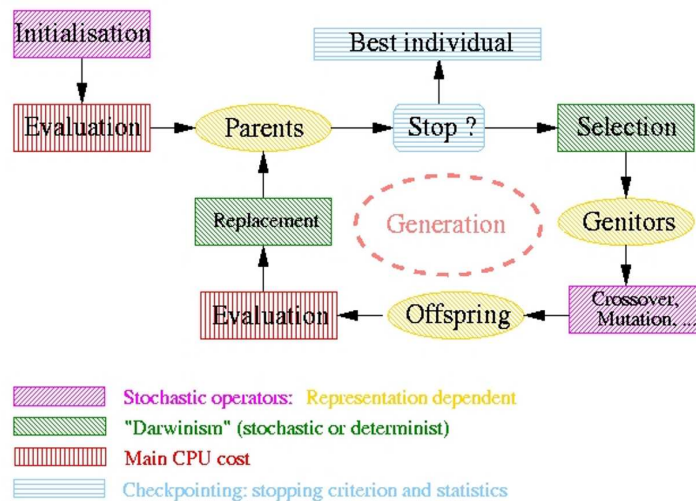 Initialisation
Best individual
Evaluation
Parents
Stop ?
Selection
Replacement
Generation
Genitors
Evaluation
Offspring
Crossover,
Mutation, ...
Stochastic operators: Representation dependent
"Darwinism" (stochastic or determinist)
Main CPU cost
Checkpointing: stopping criterion and statistics